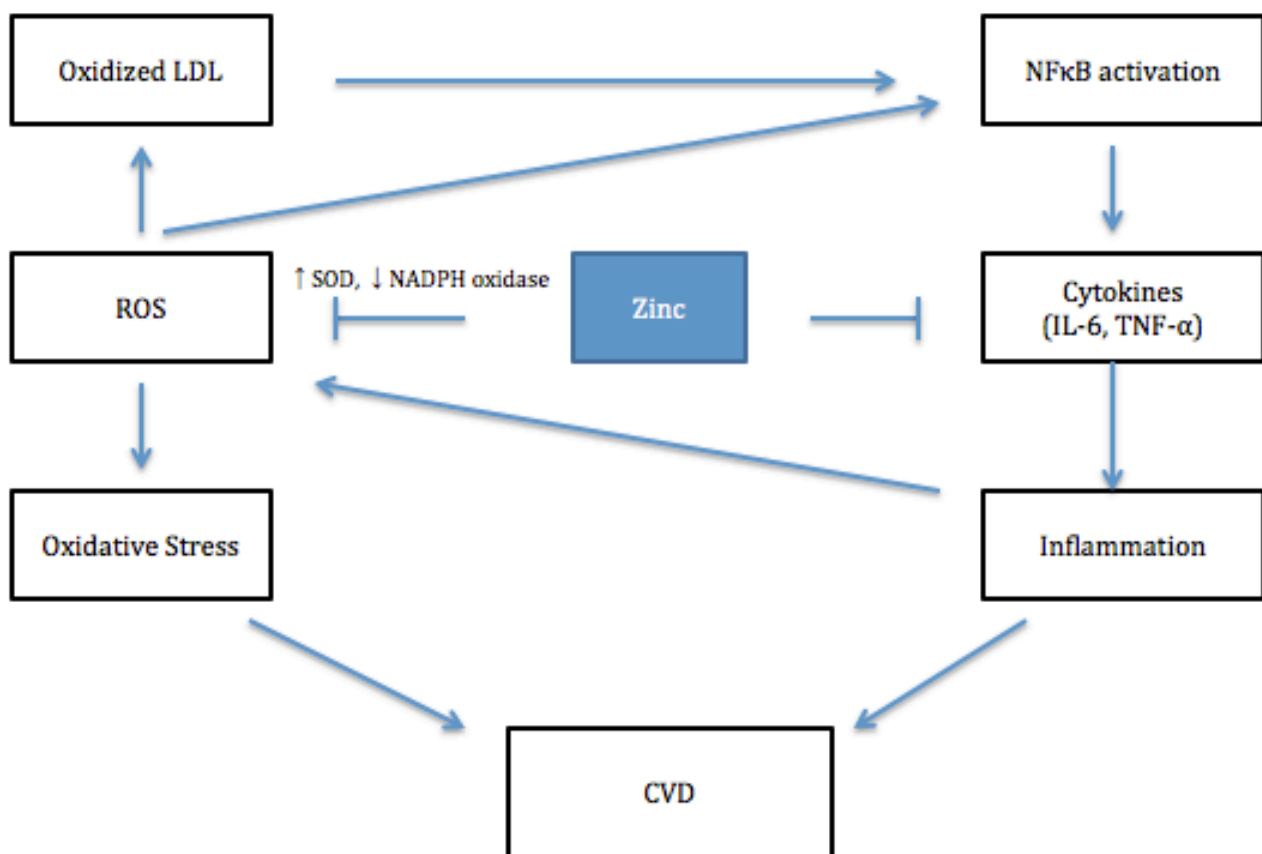 Oxidized LDL
NFκB activation
ROS
↑ SOD, ↓ NADPH oxidase
Zinc
Cytokines
(IL-6, TNF-α)
Oxidative Stress
Inflammation
CVD